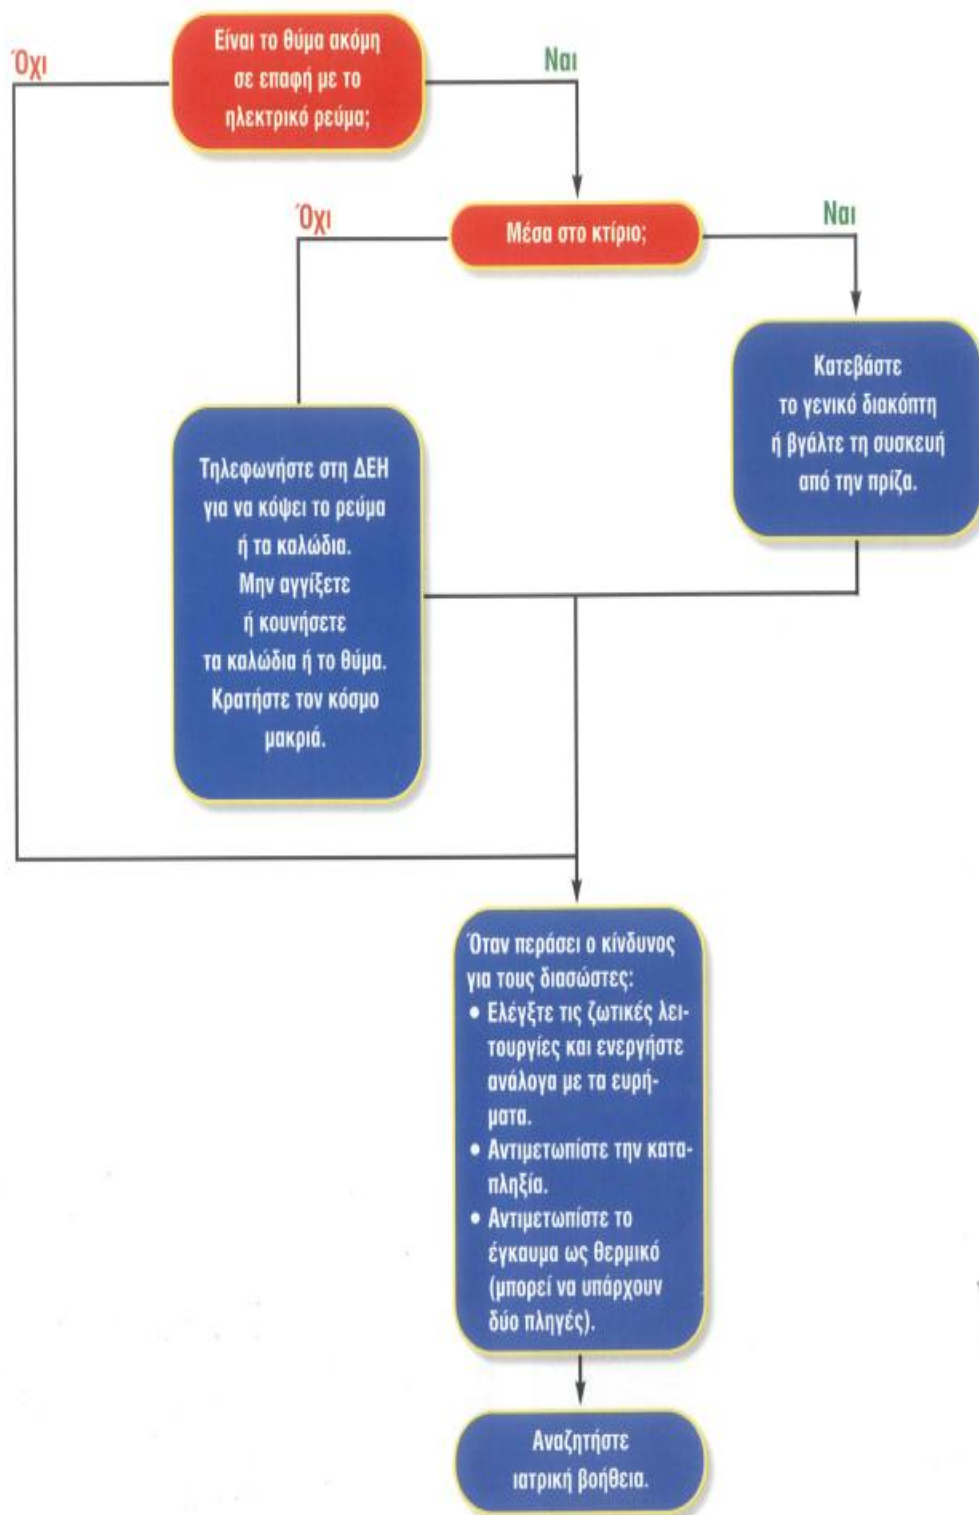 Είναι το θύμα ακόμη
σε επαφή με το
ηλεκτρικό ρεύμα;
Όχι
Ναι
Μέσα στο κτίριο;
Όχι
Ναι
Κατεβάστε
το γενικό διακόπτη
ή βγάλτε τη συσκευή
από την πρίζα.
Τηλεφωνήστε στη ΔΕΗ
για να κόψει το ρεύμα
ή τα καλώδια.
Μην αγγίξετε
ή κουνήσετε
τα καλώδια ή το θύμα.
Κρατήστε τον κόσμο
μακριά.
Όταν περάσει ο κίνδυνος
για τους διασώστες:
• Ελέγξτε τις ζωτικές λει-
τουργίες και ενεργήστε
ανάλογα με τα ευρή-
ματα.
• Αντιμετωπίστε την κατα-
πληξία.
• Αντιμετωπίστε το
έγκαυμα ως θερμικό
(μπορεί να υπάρχουν
δύο πληγές).
Αναζητήστε
ιατρική βοήθεια.